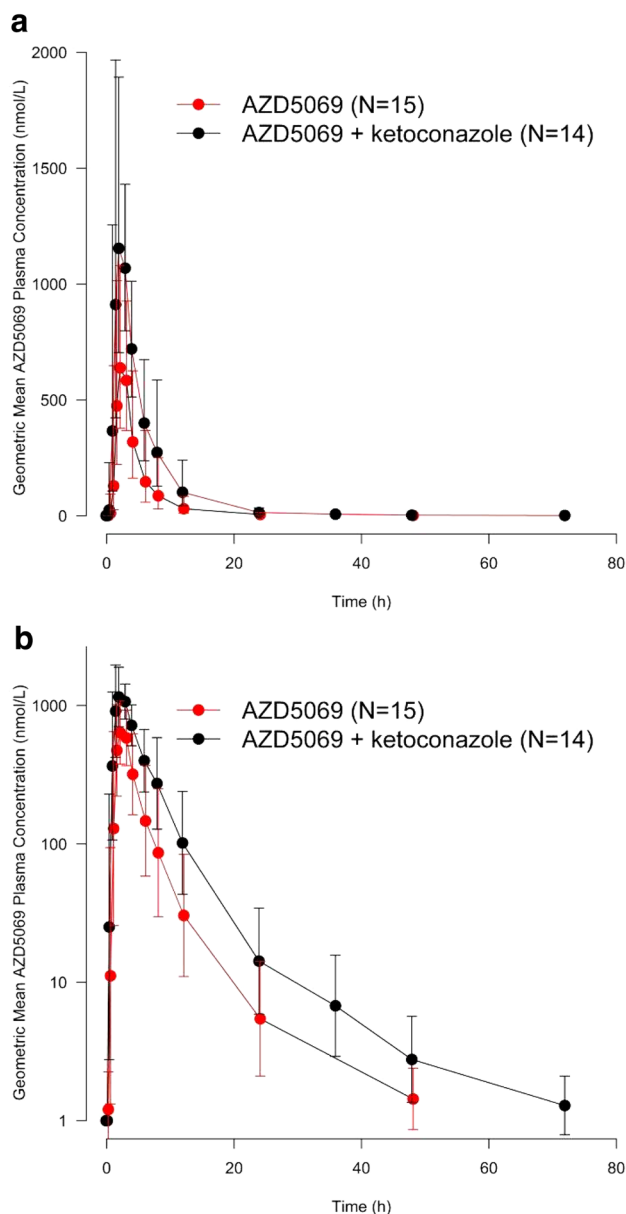 a
Geometric Mean AZD5069 Plasma Concentration (nmol/L)
2000
1500
1000
500
0
AZD5069 (N=15)
AZD5069 + ketoconazole (N=14)
0 20 40 60 80
Time (h)
b
Geometric Mean AZD5069 Plasma Concentration (nmol/L)
1000
100
10
1
AZD5069 (N=15)
AZD5069 + ketoconazole (N=14)
0 20 40 60 80
Time (h)